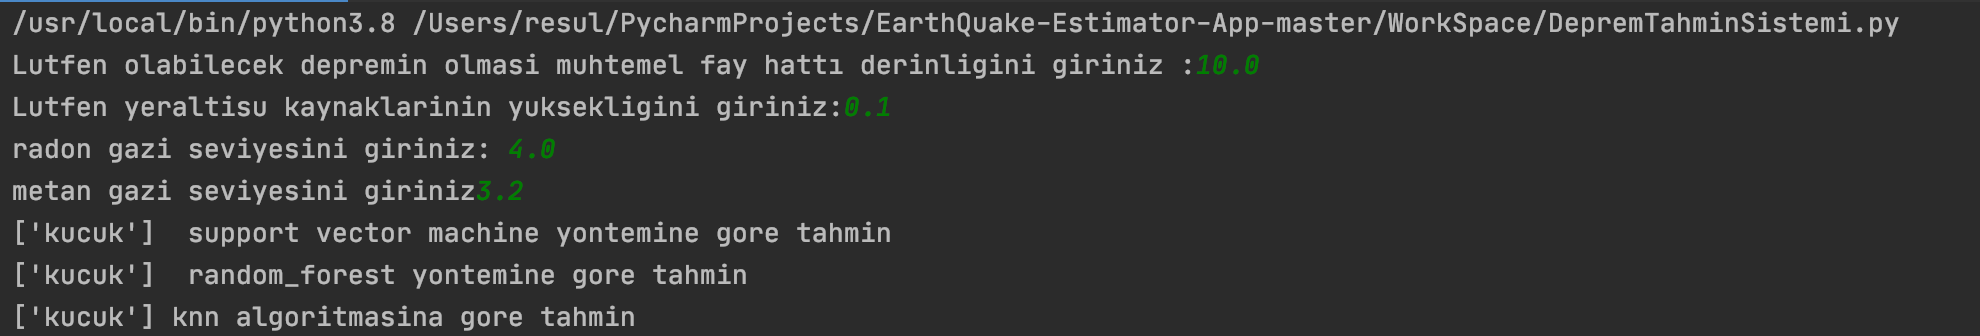 /usr/local/bin/python3.8 /Users/resul/PycharmProjects/EarthQuake-Estimator-App-master/WorkSpace/DepremTahminSistemi.py
Lutfen olabilecek depremin olmasi muhtemel fay hattı derinligini giriniz :10.0
Lutfen yeraltisu kaynaklarinin yuksekligini giriniz:0.1
radon gazi seviyesini giriniz: 4.0
metan gazi seviyesini giriniz3.2
['kucuk']  support vector machine yontemine gore tahmin
['kucuk']  random_forest yontemine gore tahmin
['kucuk'] knn algoritmasina gore tahmin